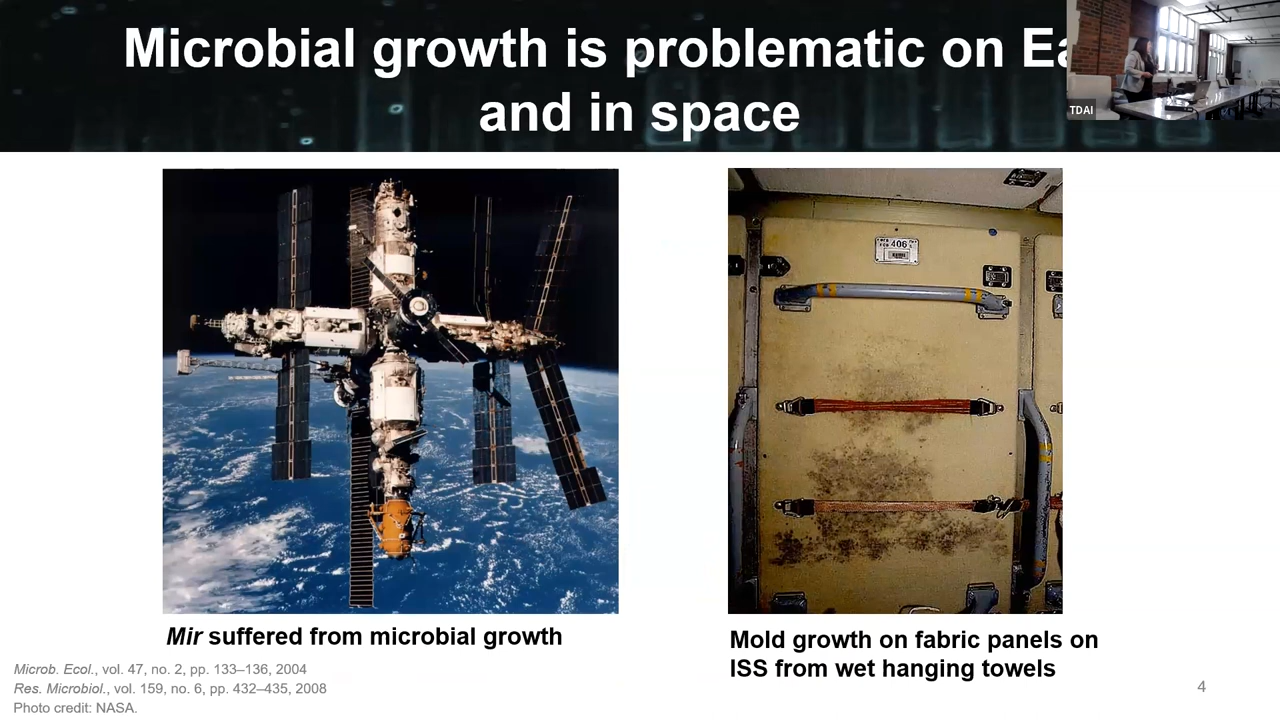 Microbial growth is problematic on Ea
and in space
TDAI
406
Mir suffered from microbial growth
Mold growth on fabric panels on
ISS from wet hanging towels
Microb. Ecol., vol. 47, no. 2, pp. 133–136, 2004
Res. Microbiol., vol. 159, no. 6, pp. 432–435, 2008
Photo credit: NASA.
4